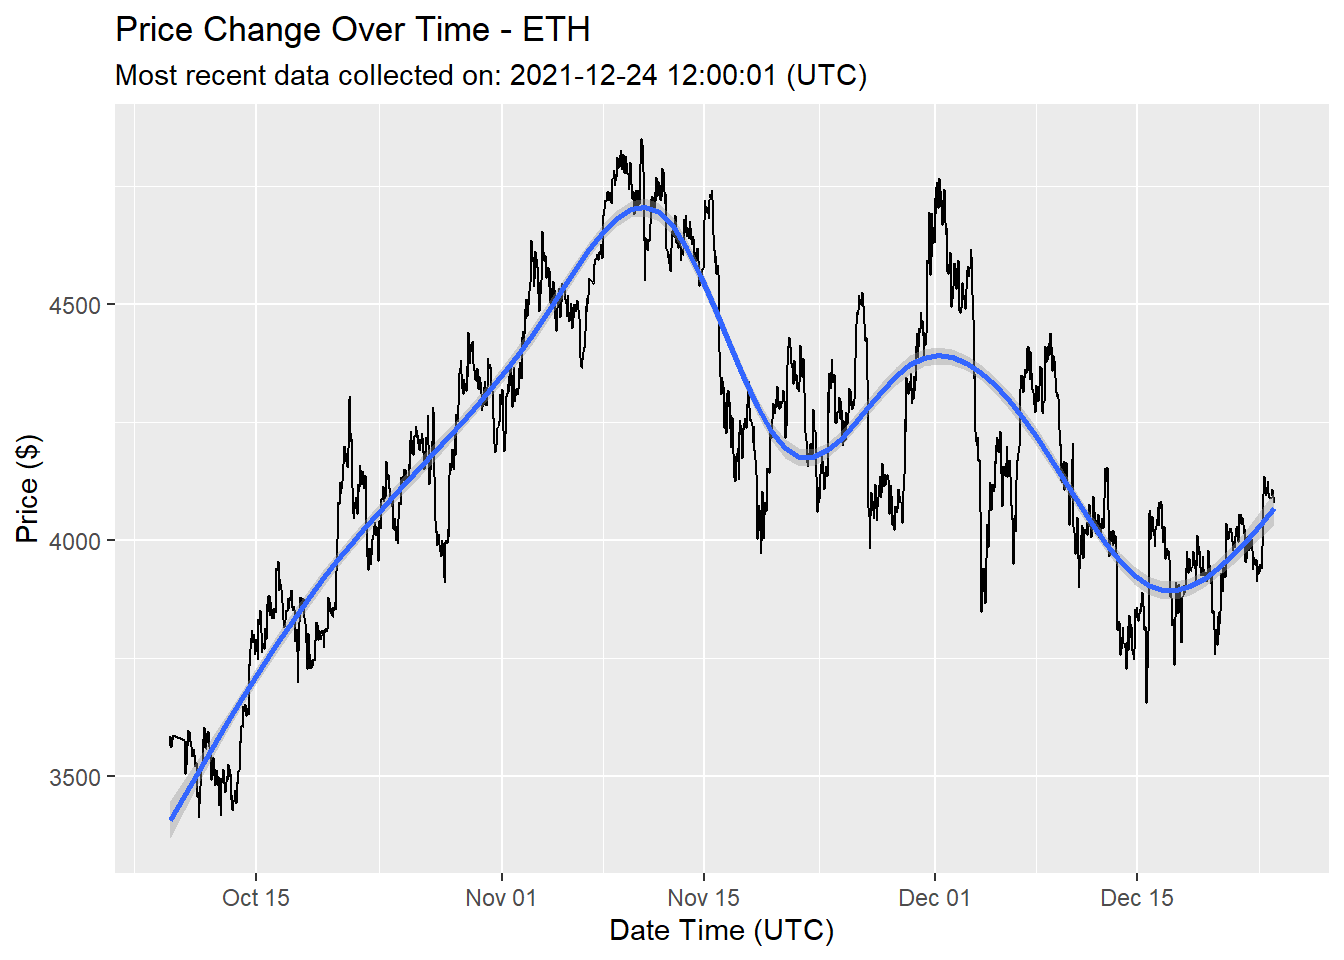 Price Change Over Time - ETH
Most recent data collected on: 2021-12-24 12:00:01 (UTC)
Price ($)
4500
4000
3500
Oct 15
Nov 01
Nov 15
Dec 01
Dec 15
Date Time (UTC)